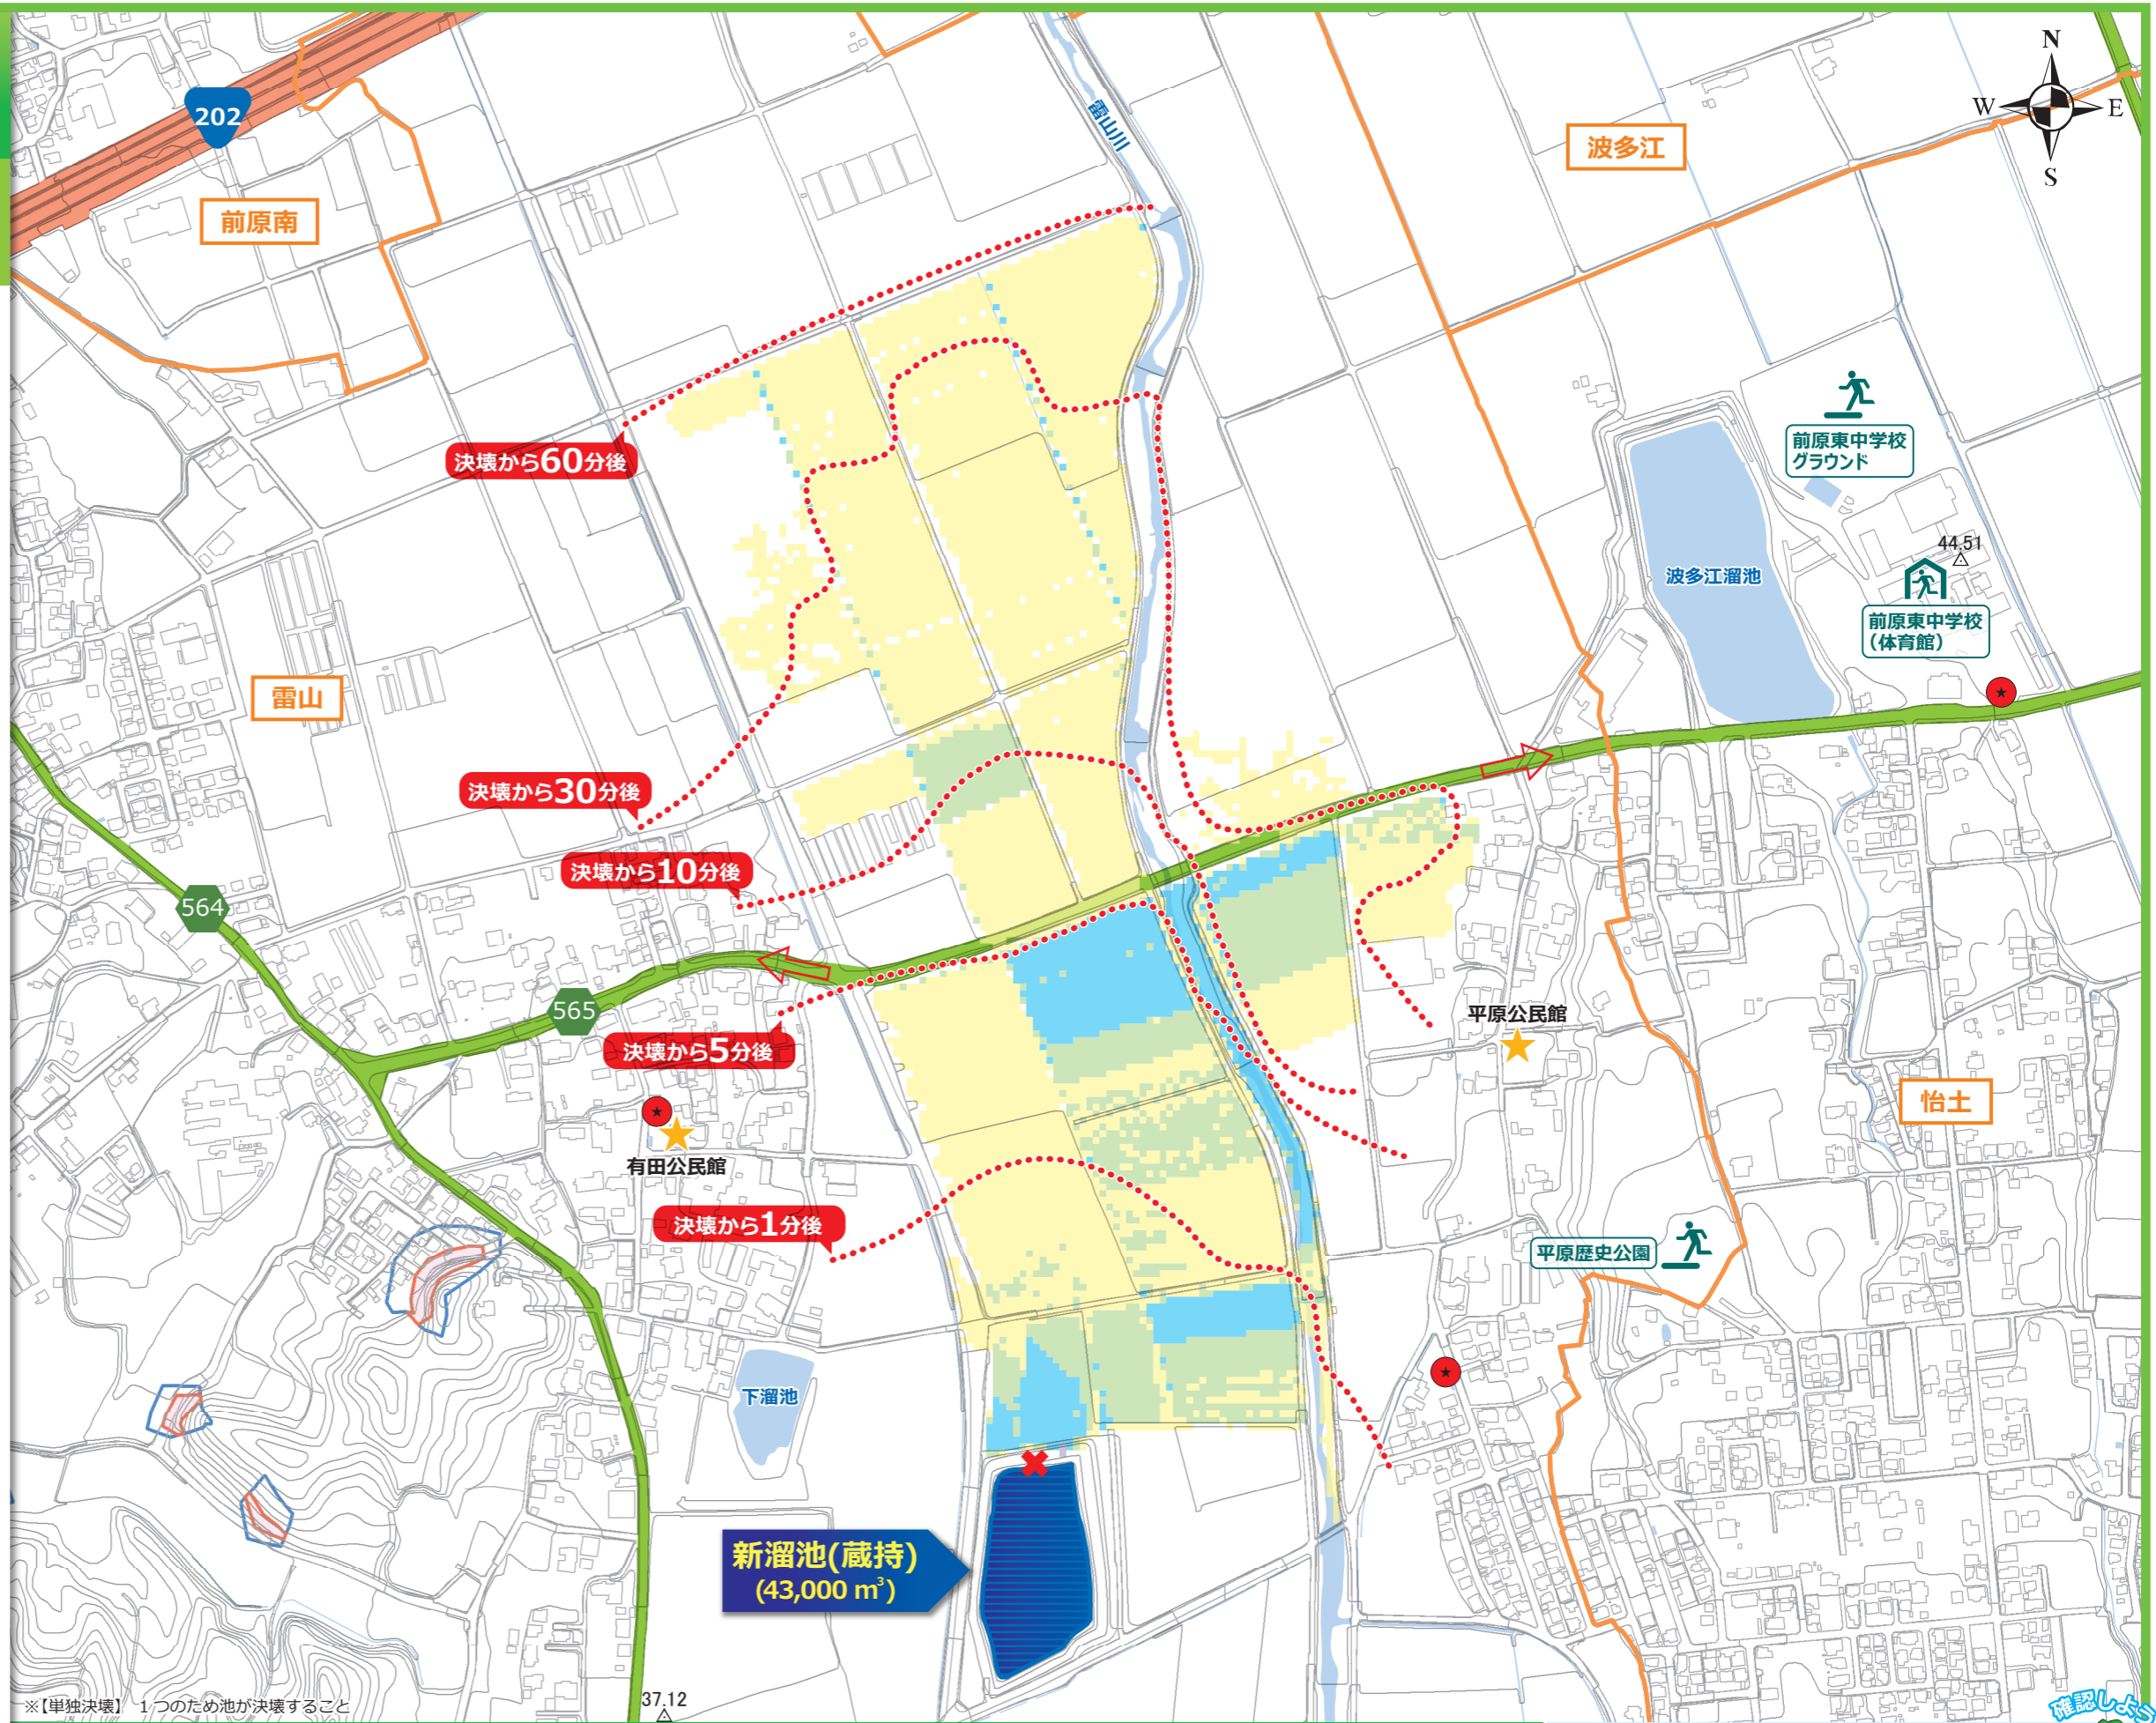 N
W
E
S
202
雷山川
波多江
前原南
前原東中学校
グラウンド
決壊から60分後
44.51
波多江溜池
前原東中学校
(体育館)
雷山
決壊から30分後
決壊から10分後
564
565
決壊から5分後
平原公民館
怡土
有田公民館
決壊から1分後
平原歴史公園
下溜池
新溜池(蔵持)
(43,000 m³)
37.12
※【単独決壊】 1つのため池が決壊すること
確認しよう